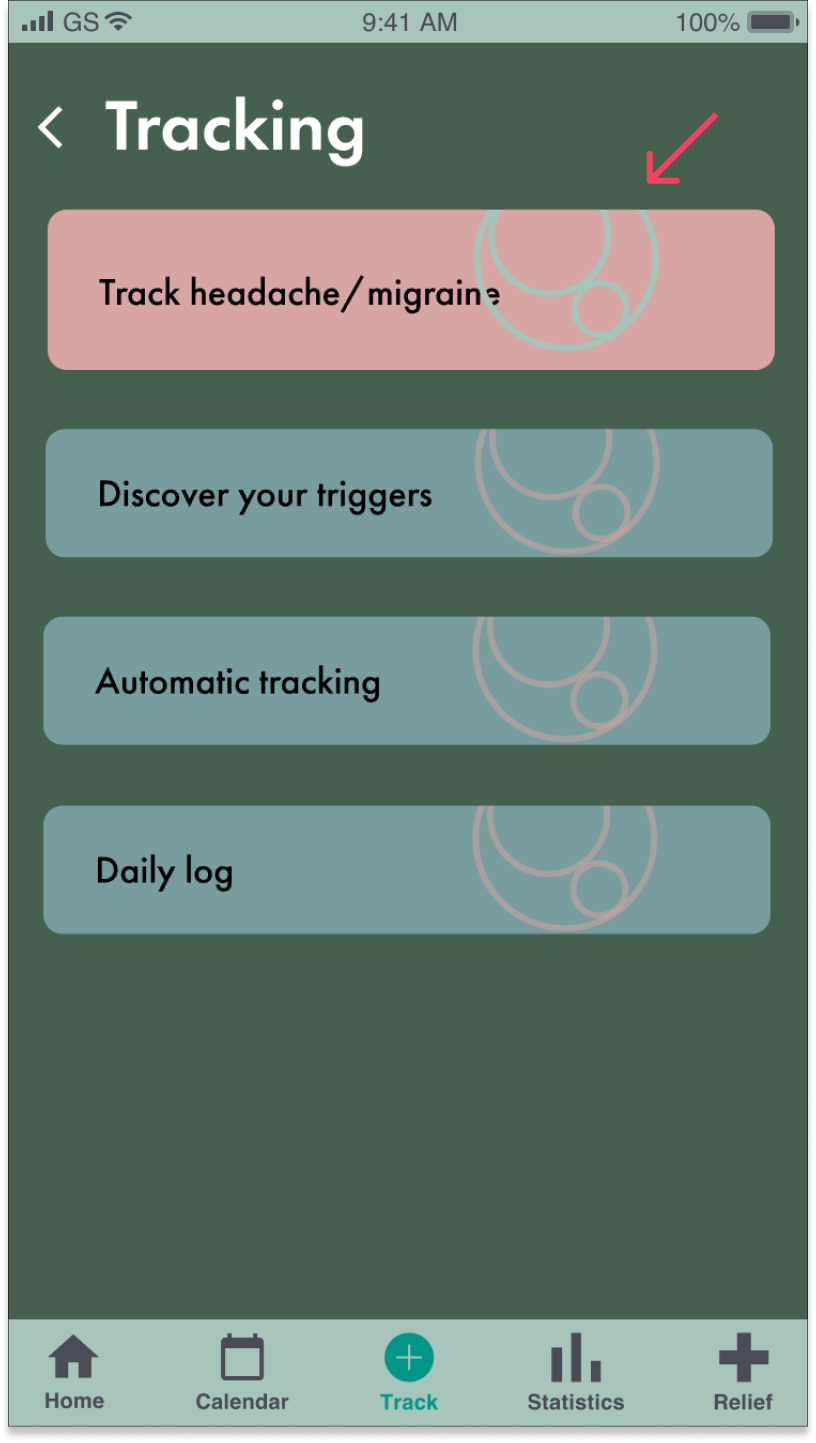 GS 9:41 AM 100%
Tracking
Track headache/migraine
Discover your triggers
Automatic tracking
Daily log
Home Calendar Track Statistics Relief